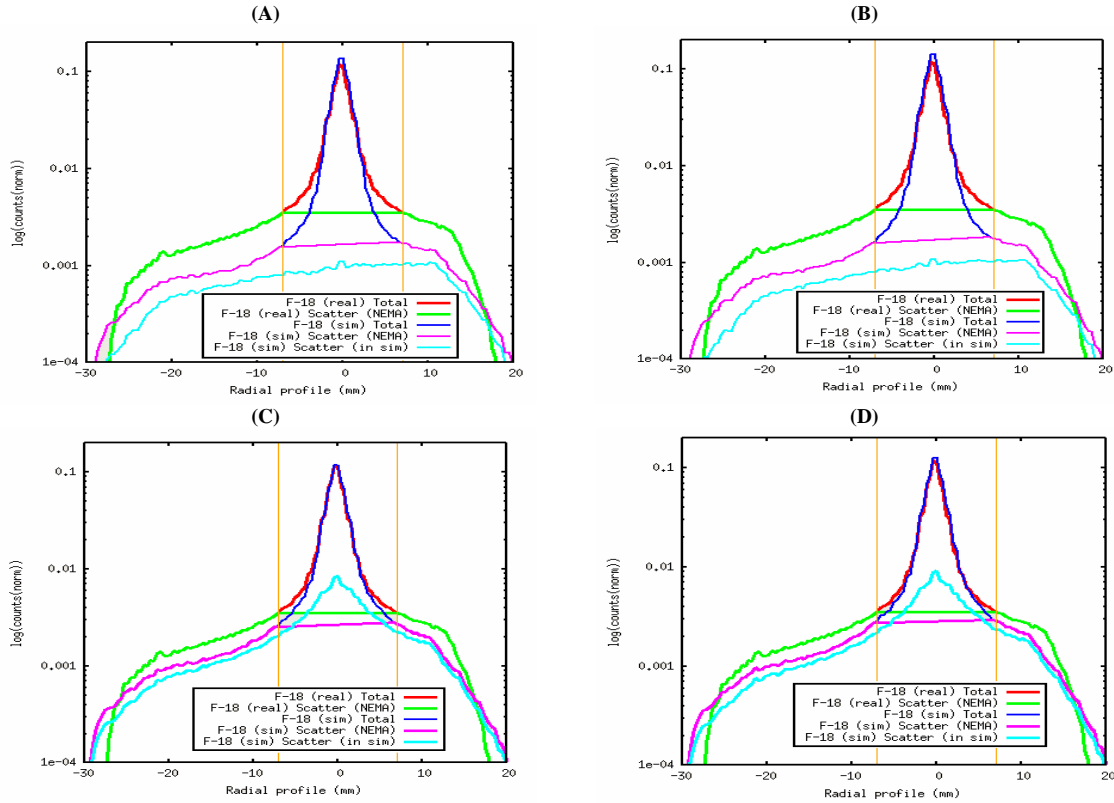 (A)
log(counts(norm))
0.1
0.01
0.001
1e-04
F-18 (real) Total
F-18 (real) Scatter (NEMA)
F-18 (sim) Total
F-18 (sim) Scatter (NEMA)
F-18 (sim) Scatter (in sim)
-30 -20 -10 0 10 20
Radial profile (mm)
(B)
log(counts(norm))
0.1
0.01
0.001
1e-04
F-18 (real) Total
F-18 (real) Scatter (NEMA)
F-18 (sim) Total
F-18 (sim) Scatter (NEMA)
F-18 (sim) Scatter (in sim)
-30 -20 -10 0 10 20
Radial profile (mm)
(C)
log(counts(norm))
0.1
0.01
0.001
1e-04
F-18 (real) Total
F-18 (real) Scatter (NEMA)
F-18 (sim) Total
F-18 (sim) Scatter (NEMA)
F-18 (sim) Scatter (in sim)
-30 -20 -10 0 10 20
Radial profile (mm)
(D)
log(counts(norm))
0.1
0.01
0.001
1e-04
F-18 (real) Total
F-18 (real) Scatter (NEMA)
F-18 (sim) Total
F-18 (sim) Scatter (NEMA)
F-18 (sim) Scatter (in sim)
-30 -20 -10 0 10 20
Radial profile (mm)